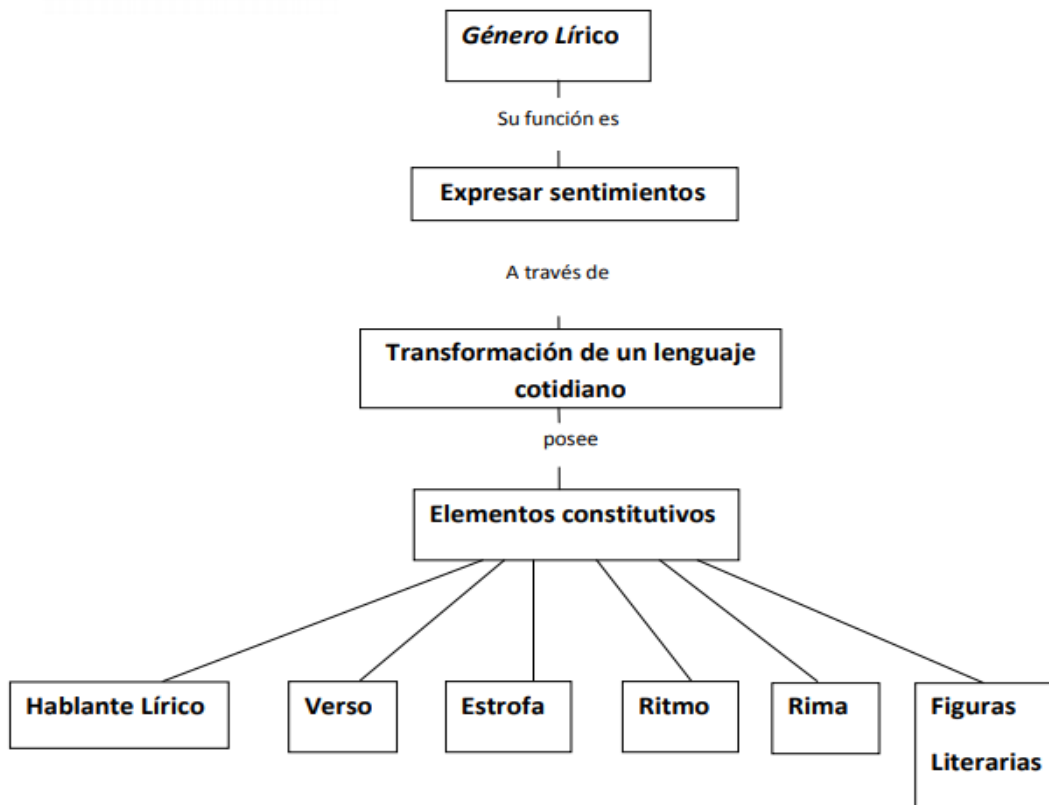 Género Lírico
Su función es
Expresar sentimientos
A través de
Transformación de un lenguaje
cotidiano
posee
Elementos constitutivos
Hablante Lírico
Verso
Estrofa
Ritmo
Rima
Figuras
Literarias